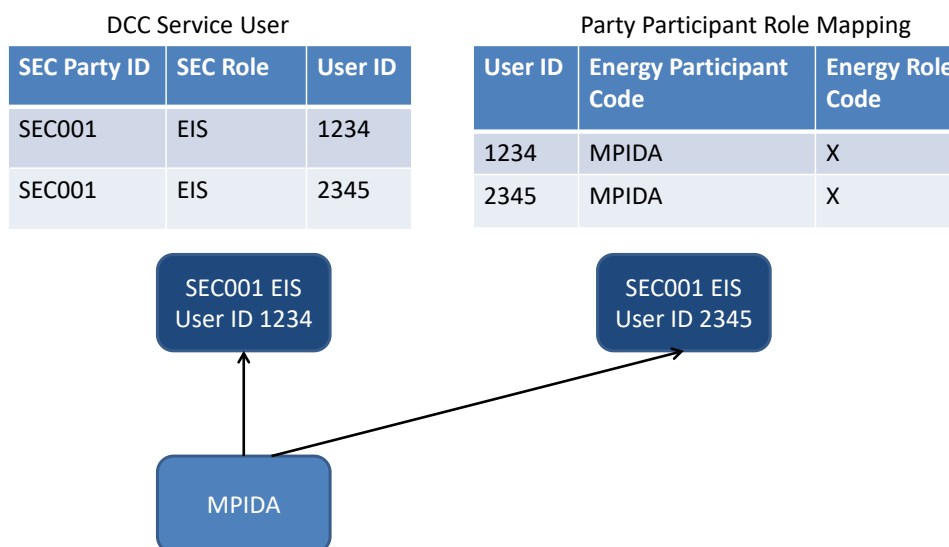 DCC Service User
SEC Party ID SEC Role User ID
SEC001 EIS 1234
SEC001 EIS 2345
Party Participant Role Mapping
User ID Energy Participant Code Energy Role Code
1234 MPIDA X
2345 MPIDA X
SEC001 EIS
User ID 1234
SEC001 EIS
User ID 2345
MPIDA